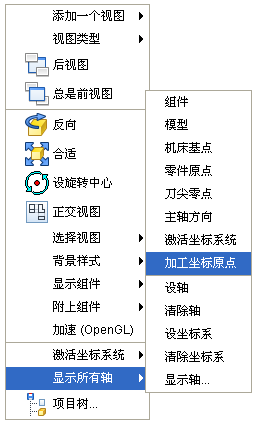 添加一个视图
视图类型
后视图
总是前视图
反向
合适
设旋转中心
正交视图
选择视图
背景样式
显示组件
附上组件
加速 (OpenGL)
激活坐标系统
显示所有轴
项目树...
组件
模型
机床基点
零件原点
刀尖零点
主轴方向
激活坐标系统
加工坐标原点
设轴
清除轴
设坐标系
清除坐标系
显示轴...